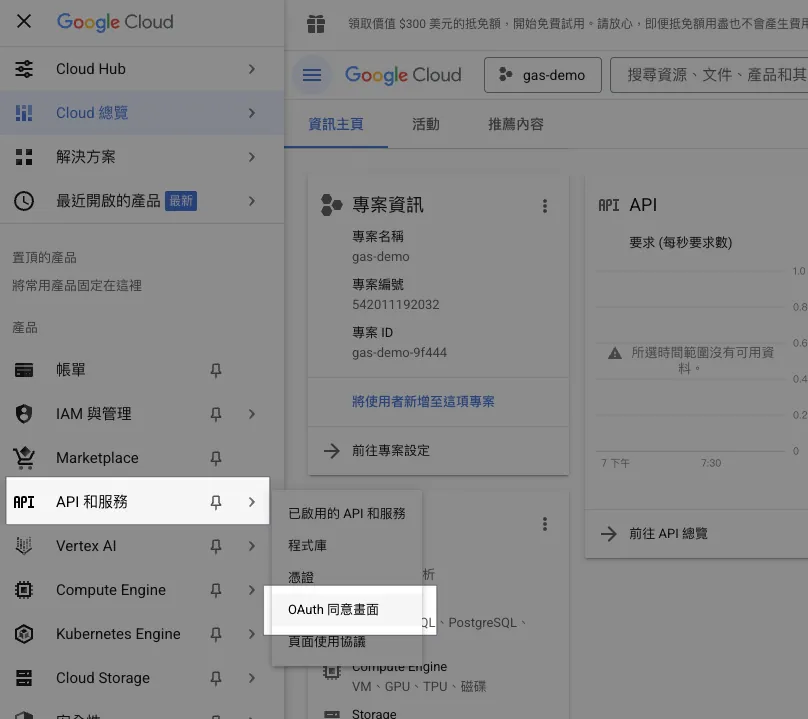 Google Cloud
Cloud Hub
Cloud 總覽
解決方案
最近開啟的產品 最新
置頂的產品
將常用產品固定在這裡
產品
帳單
IAM 與管理
Marketplace
API API 和服務
Vertex AI
Compute Engine
Kubernetes Engine
Cloud Storage
安全性
已啟用的 API 和服務
程式庫
憑證
OAuth 同意畫面
頁面使用協議
領取價值 $300 美元的抵免額，開始免費試用。請放心，即便抵免額用盡也不會產生費用
Google Cloud
gas-demo
搜尋資源、文件、產品和其
資訊主頁 活動 推薦內容
專案資訊
專案名稱
gas-demo
專案編號
542011192032
專案 ID
gas-demo-9f444
將使用者新增至這項專案
前往專案設定
析
QL、PostgreSQL、
Compute Engine
VM、GPU、TPU、磁碟
Storage
API API
要求 (每秒要求數)
1.0
0.8
0.6
所選時間範圍沒有可用資
料。
0.4
0.2
0
7 下午 7:30
前往 API 總覽